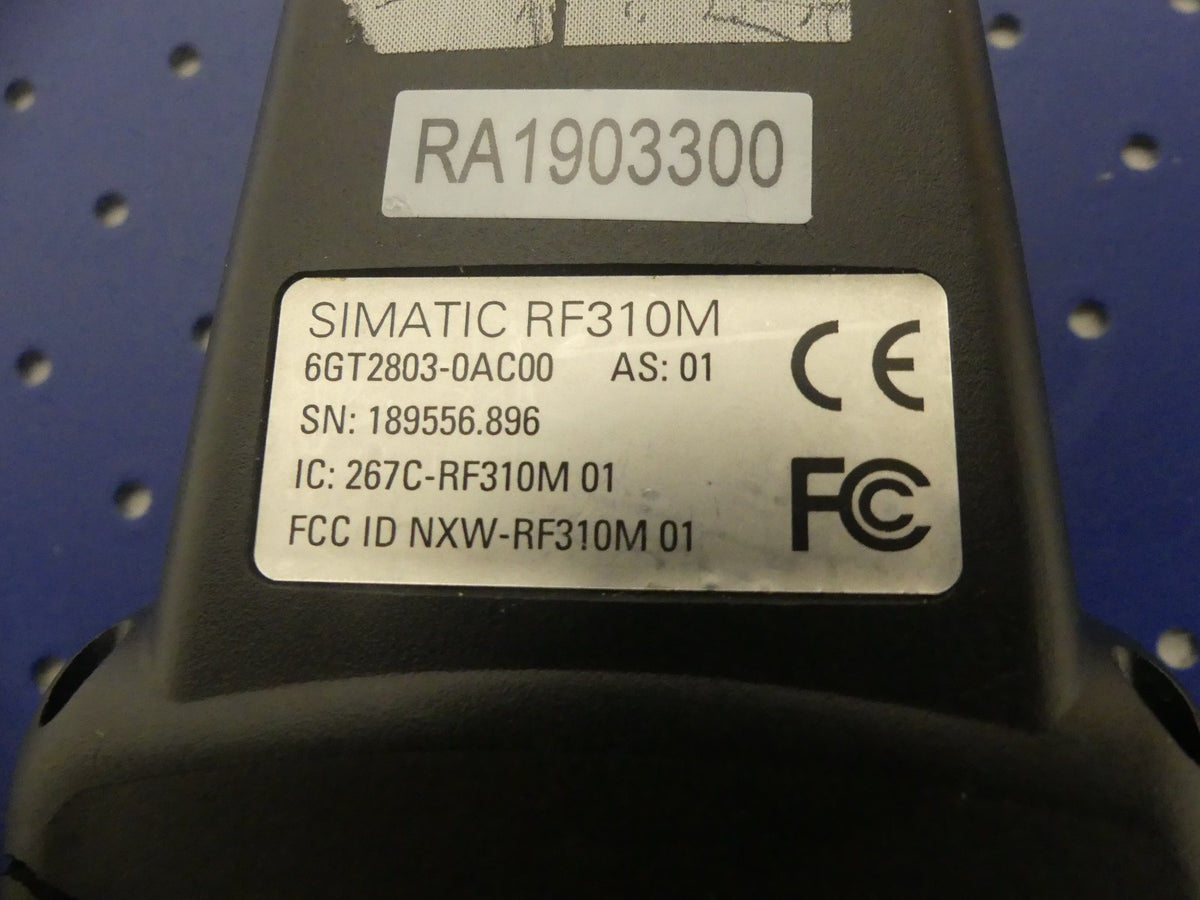 RA1903300
SIMATIC RF310M
6GT2803-0AC00 AS: 01
SN: 189556.896
IC: 267C-RF310M 01
FCC ID NXW-RF310M 01
CE
FC